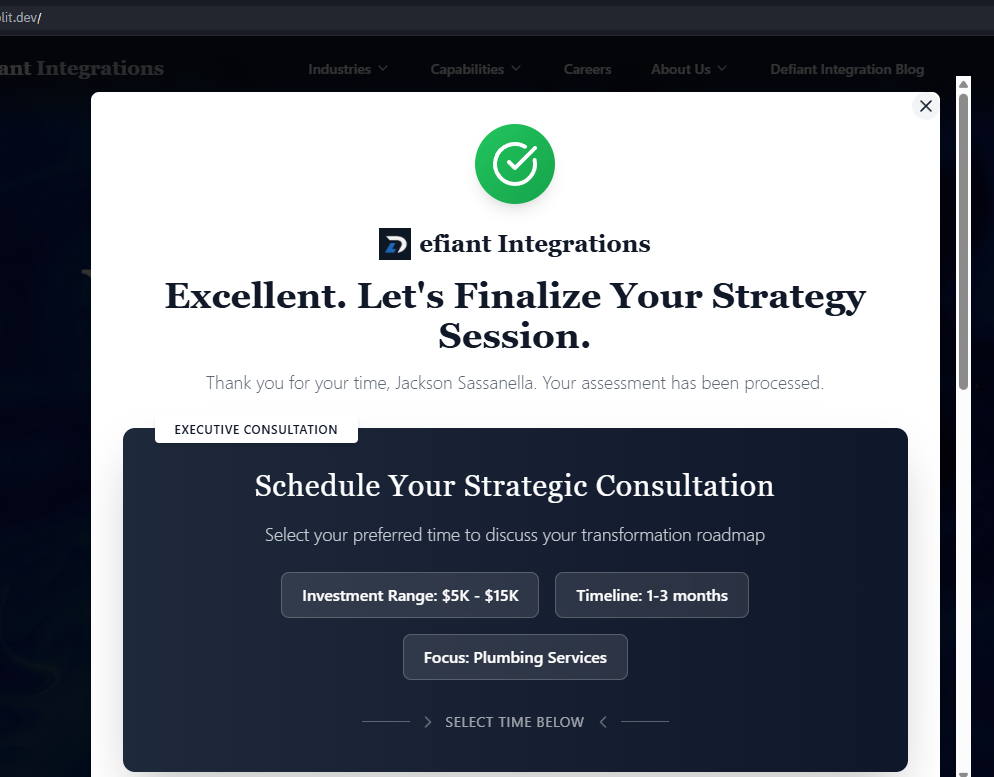 lit.dev/
ant Integrations
Industries
Capabilities
Careers
About Us
Defiant Integration Blog
efiant Integrations
Excellent. Let's Finalize Your Strategy
Session.
Thank you for your time, Jackson Sassanella. Your assessment has been processed.
EXECUTIVE CONSULTATION
Schedule Your Strategic Consultation
Select your preferred time to discuss your transformation roadmap
Investment Range: $5K - $15K
Timeline: 1-3 months
Focus: Plumbing Services
SELECT TIME BELOW